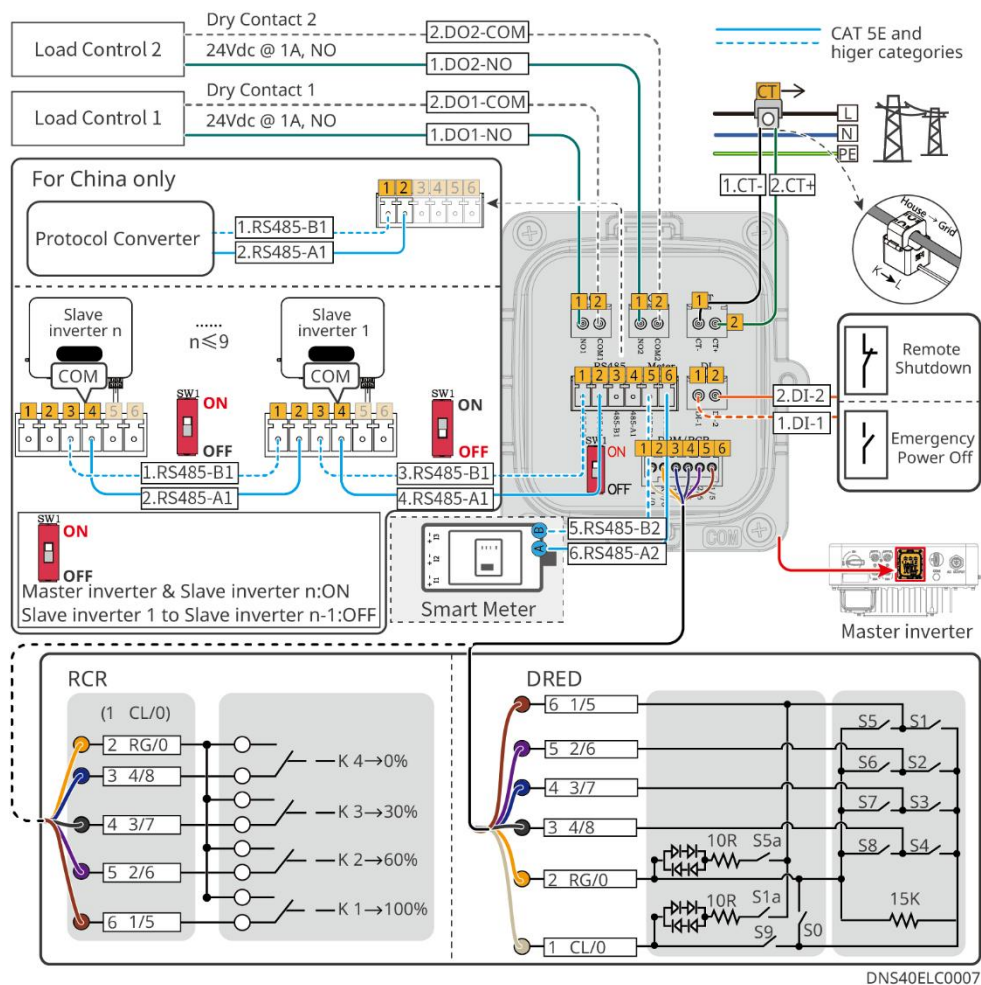 Dry Contact 2
Load Control 2
24Vdc @ 1A, NO
2.DO2-COM
1.DO2-NO
CAT 5E and
higer categories
Dry Contact 1
Load Control 1
24Vdc @ 1A, NO
2.DO1-COM
1.DO1-NO
CT
L
N
PE
1.CT-
2.CT+
House → Grid
K→L
For China only
1 2 3 4 5 6
Protocol Converter
1.RS485-B1
2.RS485-A1
Slave
inverter n
......
n≤9
Slave
inverter 1
COM
COM
1 2 3 4 5 6
SW1
ON
OFF
1 2 3 4 5 6
SW1
ON
OFF
1.RS485-B1
2.RS485-A1
3.RS485-B1
4.RS485-A1
SW1
ON
OFF
Master inverter & Slave inverter n:ON
Slave inverter 1 to Slave inverter n-1:OFF
1 2
NO1
COM1
1 2
NO2
COM2
1
2
CT-
CT+
RS485
Meter
DI
1 2 3 4 5 6
485-B1
485-A1
1 2
DI-1
SW1
ON
OFF
1 2 3 4 5 6
COM
2.DI-2
1.DI-1
Remote
Shutdown
Emergency
Power Off
5.RS485-B2
6.RS485-A2
B
A
I3
I2
I1
Smart Meter
Master inverter
RCR
(1 CL/0)
2 RG/0
3 4/8
4 3/7
5 2/6
6 1/5
K 4→0%
K 3→30%
K 2→60%
K 1→100%
DRED
6 1/5
5 2/6
4 3/7
3 4/8
2 RG/0
1 CL/0
10R
S5a
10R
S1a
S9
S0
S5
S1
S6
S2
S7
S3
S8
S4
15K
DNS40ELC0007